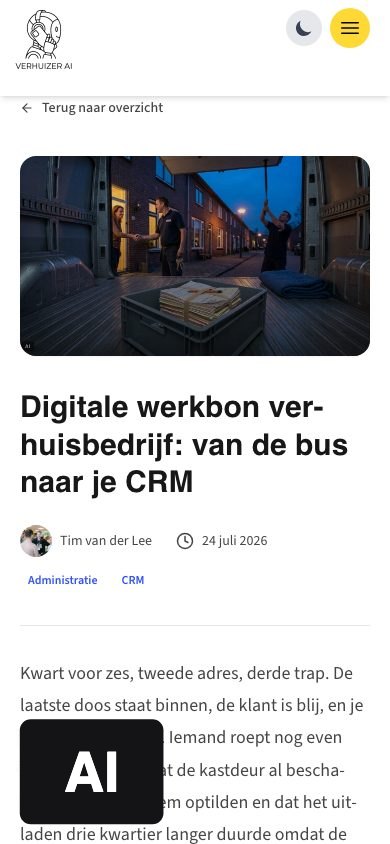 VERHUIZER AI
Terug naar overzicht
AI
Digitale werkbon ver-
huisbedrijf: van de bus
naar je CRM
Tim van der Lee
24 juli 2026
Administratie
CRM
Kwart voor zes, tweede adres, derde trap. De
laatste doos staat binnen, de klant is blij, en je
. Iemand roept nog even
at de kastdeur al bescha-
AI
em optilden en dat het uit-
laden drie kwartier langer duurde omdat de